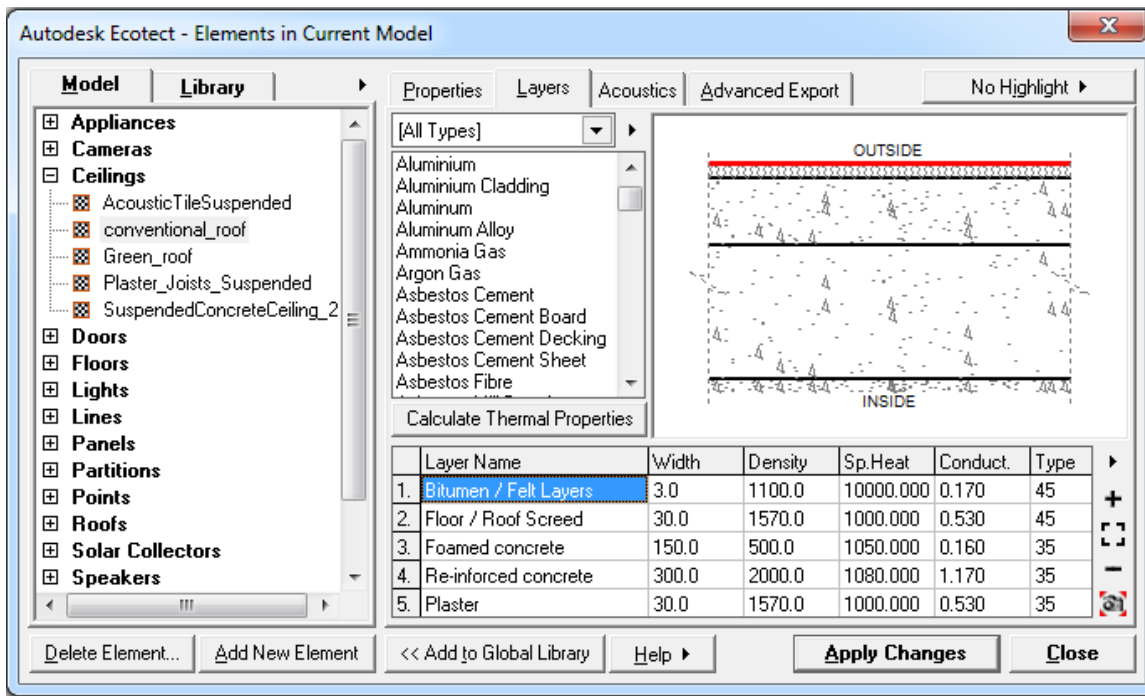 Autodesk Ecotect - Elements in Current Model
Model
Library
Appliances
Cameras
Ceilings
AcousticTileSuspended
conventional_roof
Green_roof
Plaster_Joists_Suspended
SuspendedConcreteCeiling_2
Doors
Floors
Lights
Lines
Panels
Partitions
Points
Roofs
Solar Collectors
Speakers
Delete Element...
Add New Element
Properties
Layers
Acoustics
Advanced Export
No Highlight
[All Types]
Aluminium
Aluminium Cladding
Aluminum
Aluminum Alloy
Ammonia Gas
Argon Gas
Asbestos Cement
Asbestos Cement Board
Asbestos Cement Decking
Asbestos Cement Sheet
Asbestos Fibre
Calculate Thermal Properties
OUTSIDE
INSIDE
Layer Name Width Density Sp.Heat Conduct. Type
1. Bitumen / Felt Layers 3.0 1100.0 10000.000 0.170 45
2. Floor / Roof Screed 30.0 1570.0 1000.000 0.530 45
3. Foamed concrete 150.0 500.0 1050.000 0.160 35
4. Re-inforced concrete 300.0 2000.0 1080.000 1.170 35
5. Plaster 30.0 1570.0 1000.000 0.530 35
<< Add to Global Library
Help
Apply Changes
Close